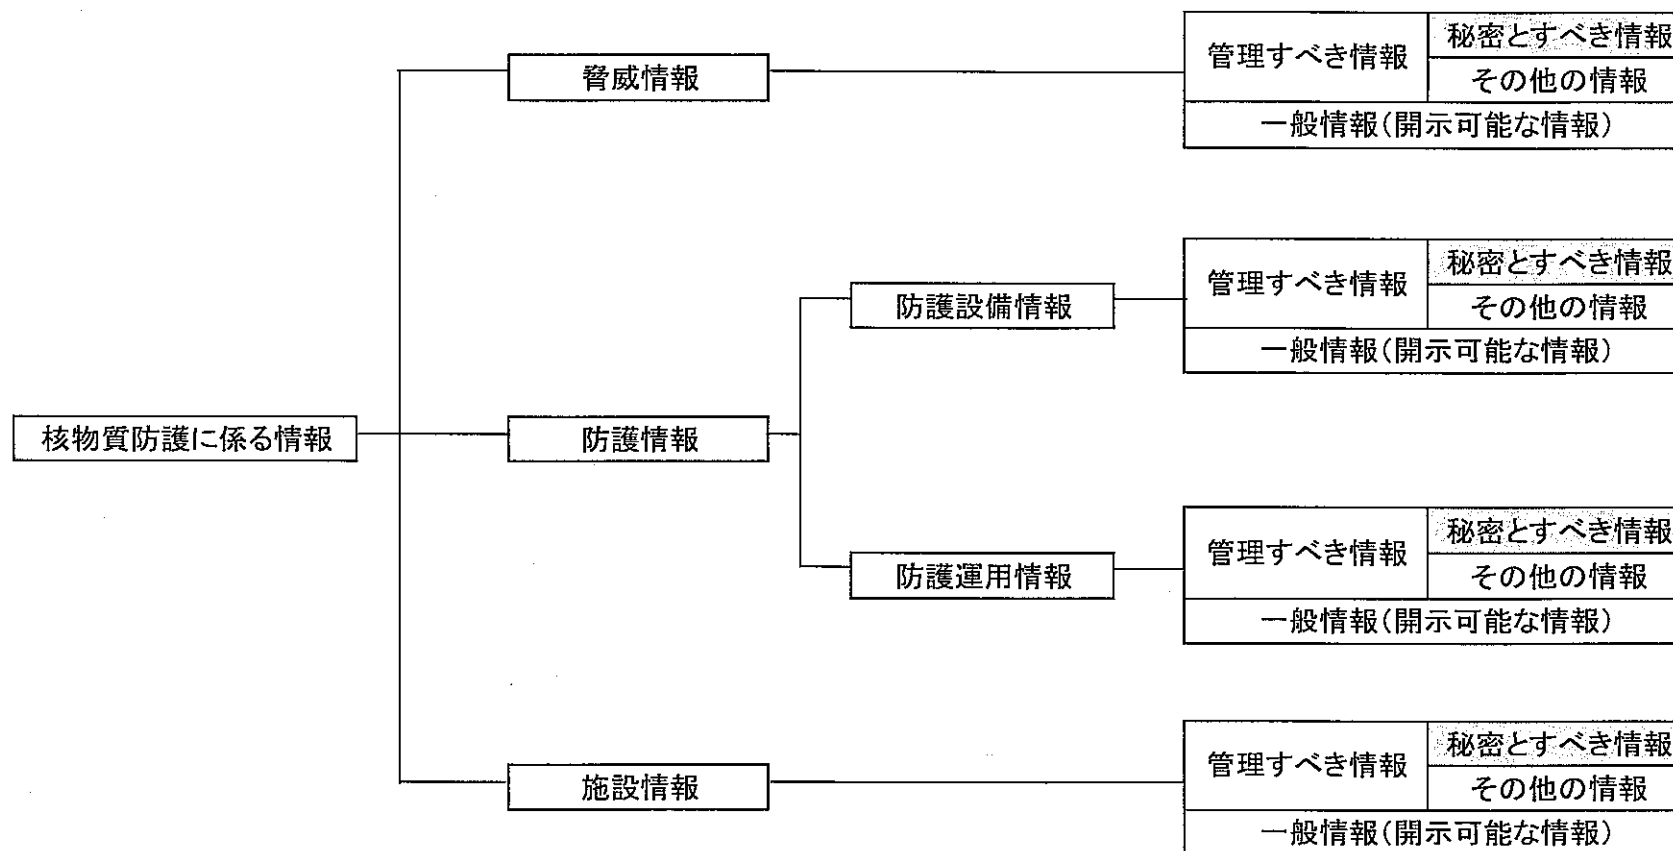 秘密とすべき情報
管理すべき情報
脅威情報
その他の情報
一般情報(開示可能な情報)
秘密とすべき情報
管理すべき情報
防護設備情報
その他の情報
一般情報(開示可能な情報)
核物質防護に係る情報
防護情報
秘密とすべき情報
管理すべき情報
防護運用情報
その他の情報
一般情報(開示可能な情報)
秘密とすべき情報
管理すべき情報
施設情報
その他の情報
一般情報(開示可能な情報)